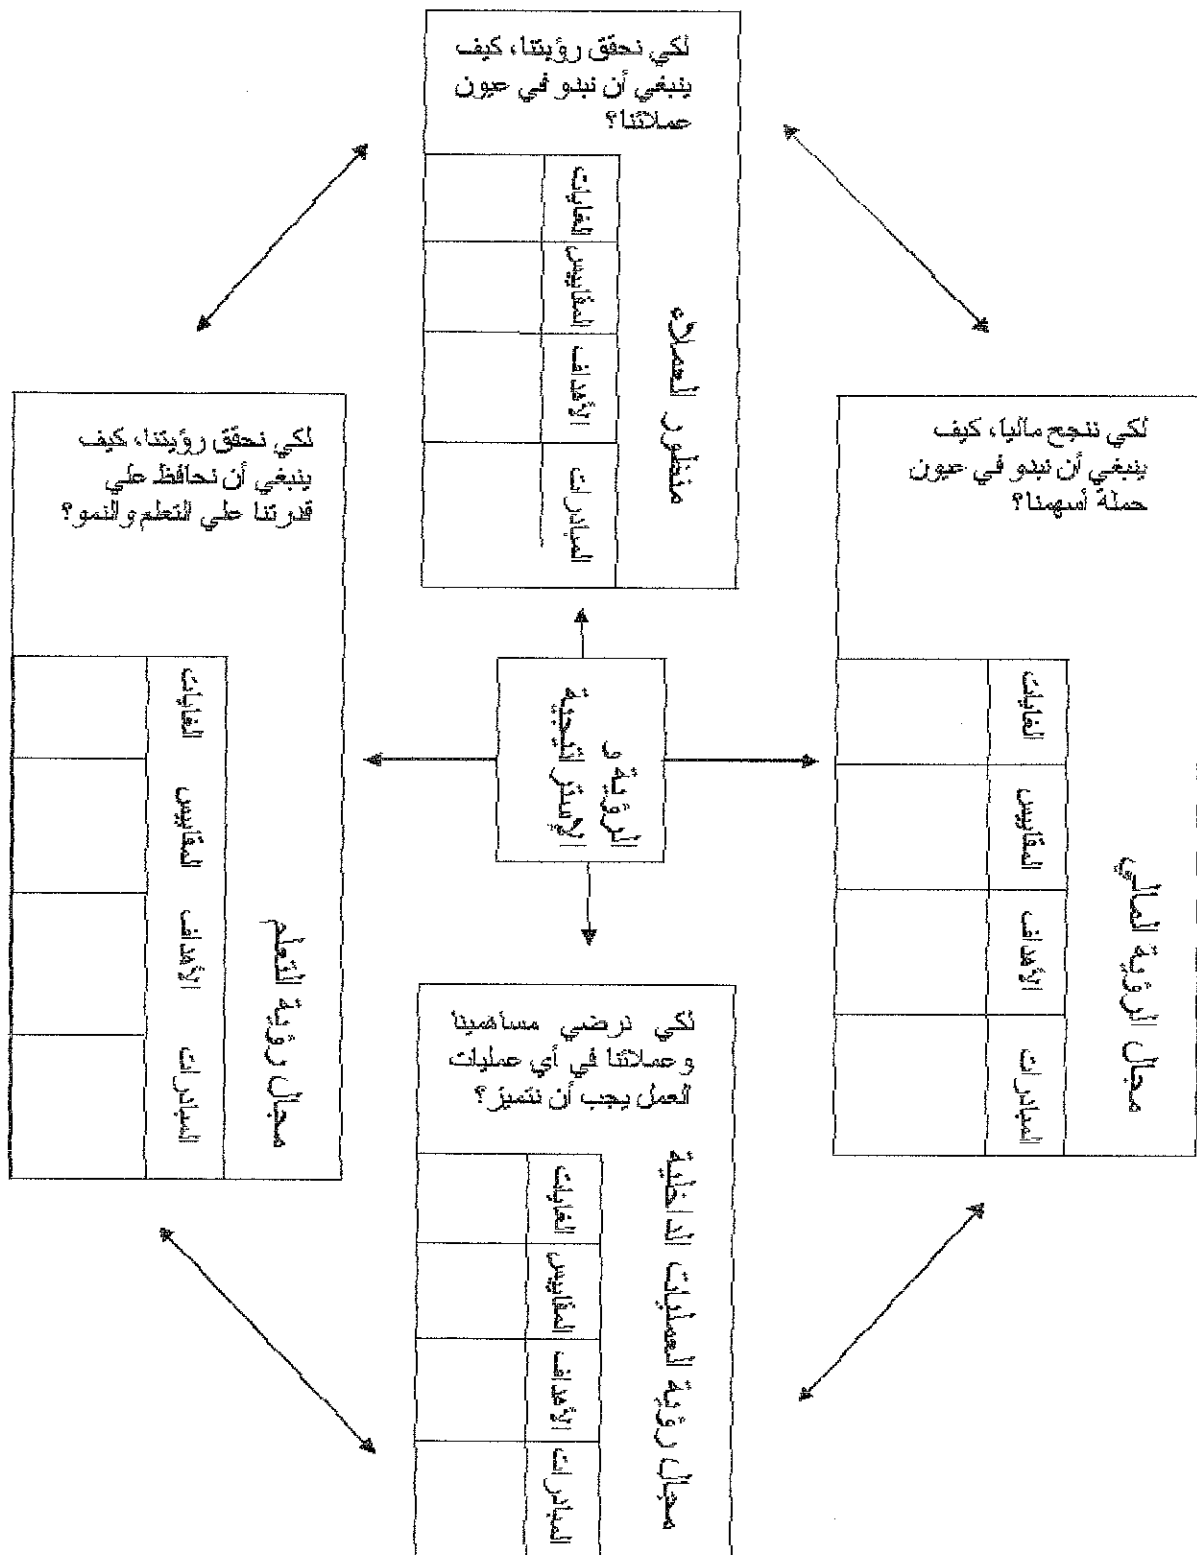 لكي نحقق رؤيتنا، كيف
ينبغي أن نبدو في عيون
عملائنا؟
منظور العملاء
الغايات
المقاييس
الأهداف
المبادرات
لكي ننجح ماليا، كيف
ينبغي أن نبدو في عيون
حملة أسهمنا؟
مجال الرؤية المالي
الغايات
المقاييس
الأهداف
المبادرات
الرؤية و
الإستراتيجية
لكي نحقق رؤيتنا، كيف
ينبغي أن نحافظ علي
قدرتنا علي التعلم والنمو؟
مجال رؤية التعلم
الغايات
المقاييس
الأهداف
المبادرات
لكي نرضي مساهمينا
وعملائنا في أي عمليات
العمل يجب أن نتميز؟
مجال رؤية العمليات الداخلية
الغايات
المقاييس
الأهداف
المبادرات